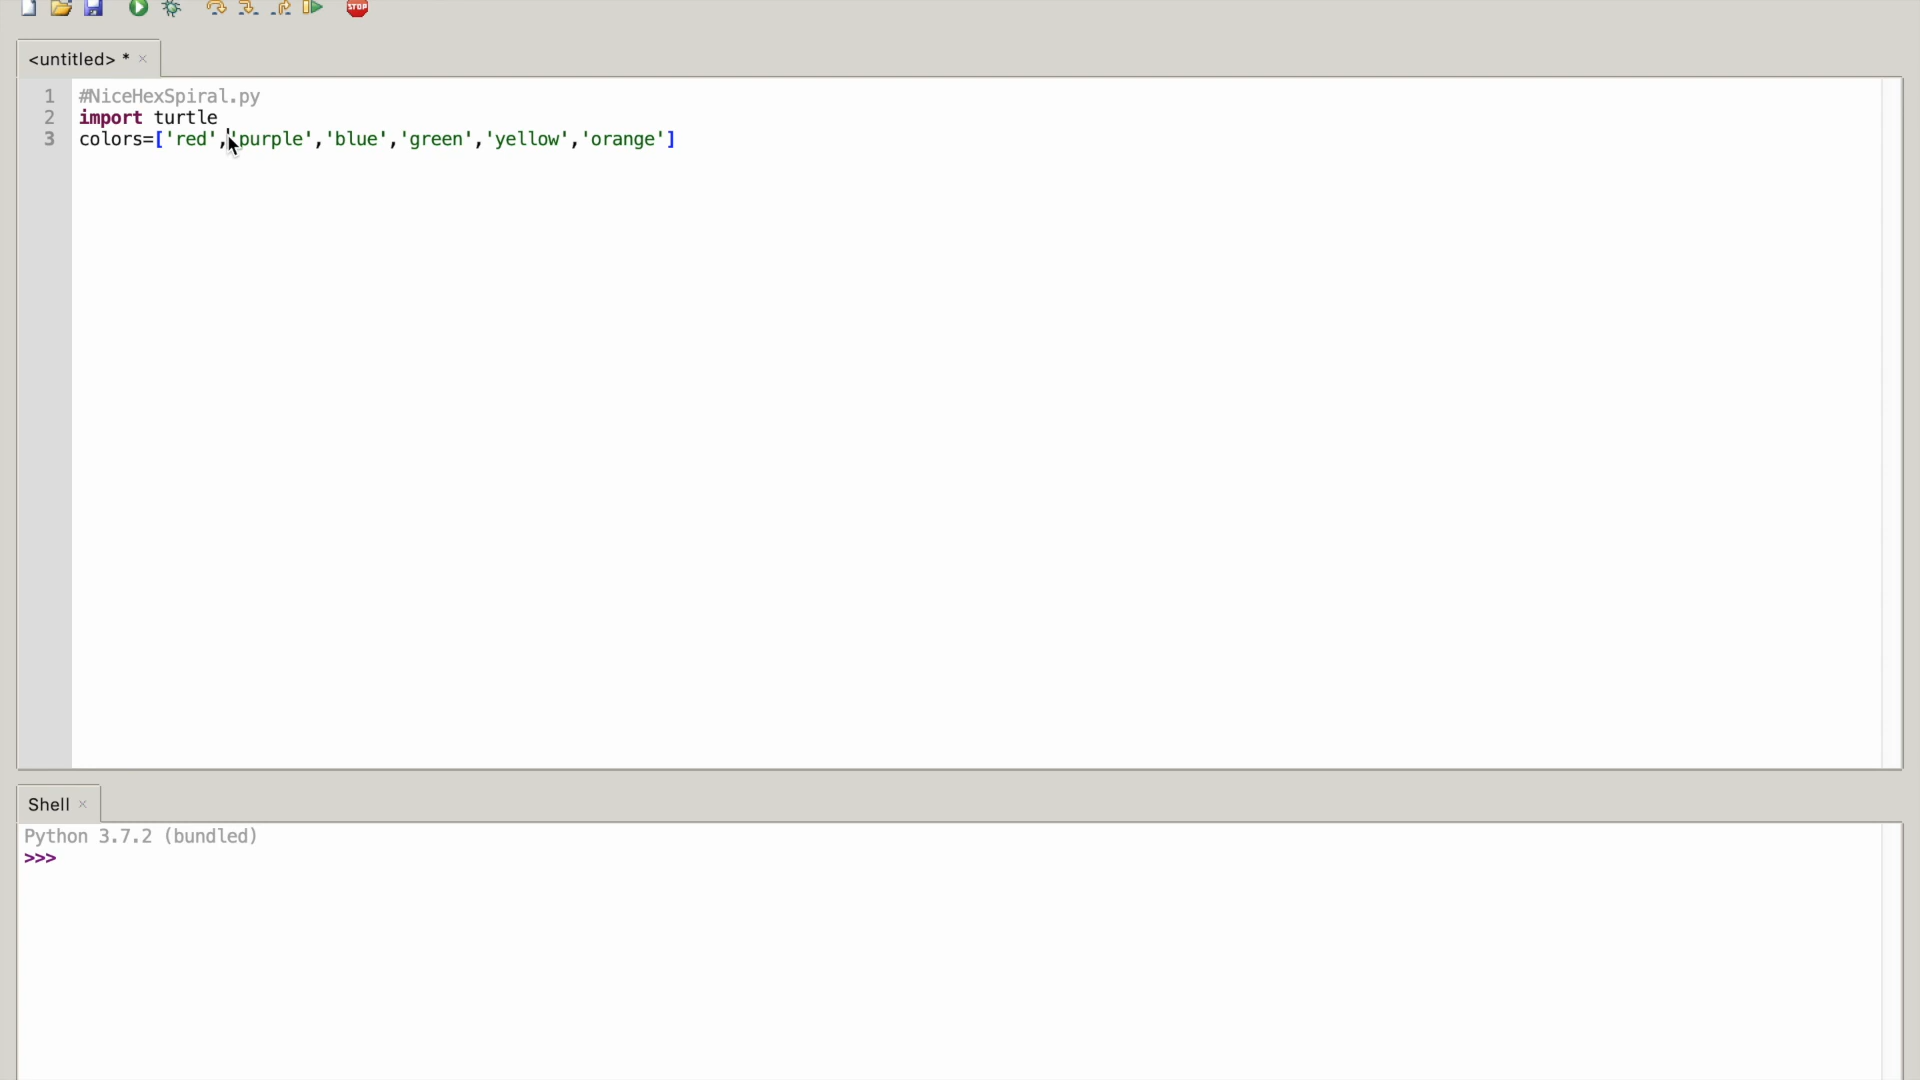 STOP
<untitled> *
1 #NiceHexSpiral.py
2 import turtle
3 colors=['red','purple','blue','green','yellow','orange']
Shell
Python 3.7.2 (bundled)
>>>